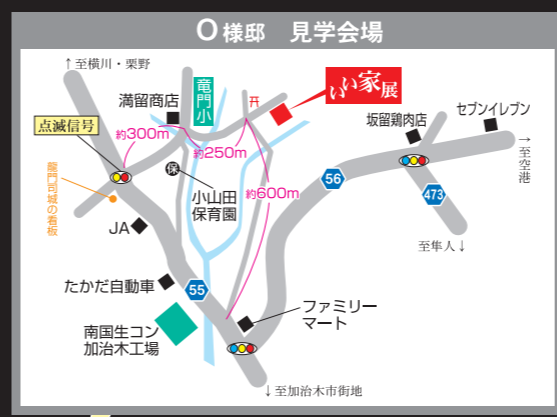 O様邸 見学会場
↑至横川・栗野
竜門小
いい家展
満留商店
点滅信号
約300m
約250m
坂留鶏肉店
セブンイレブン
→至空港
保
小山田
保育園
約600m
56
473
龍門司城の看板
JA
至隼人↓
たかだ自動車
55
南国生コン
加治木工場
ファミリー
マート
↓至加治木市街地